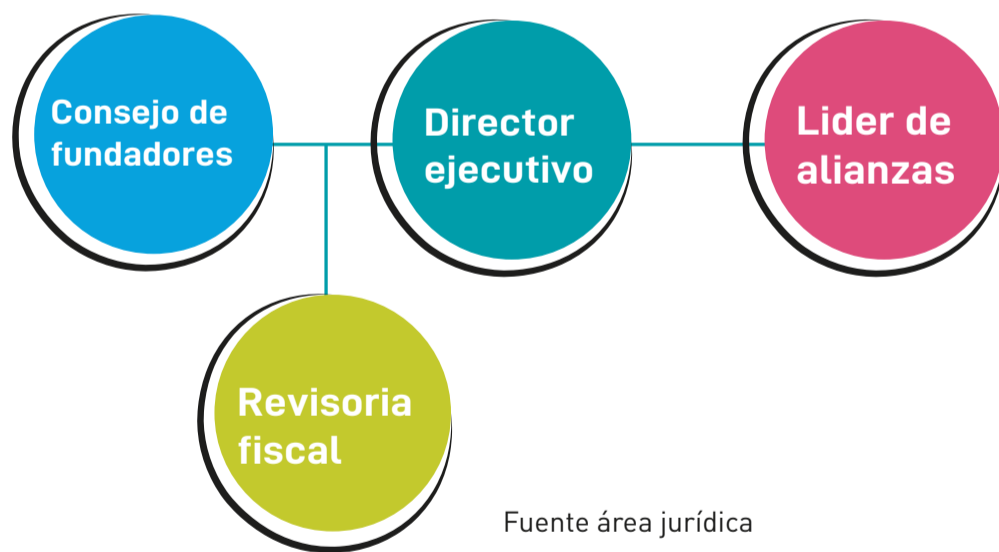 Consejo de
fundadores
Director
ejecutivo
Lider de
alianzas
Revisoria
fiscal
Fuente área jurídica